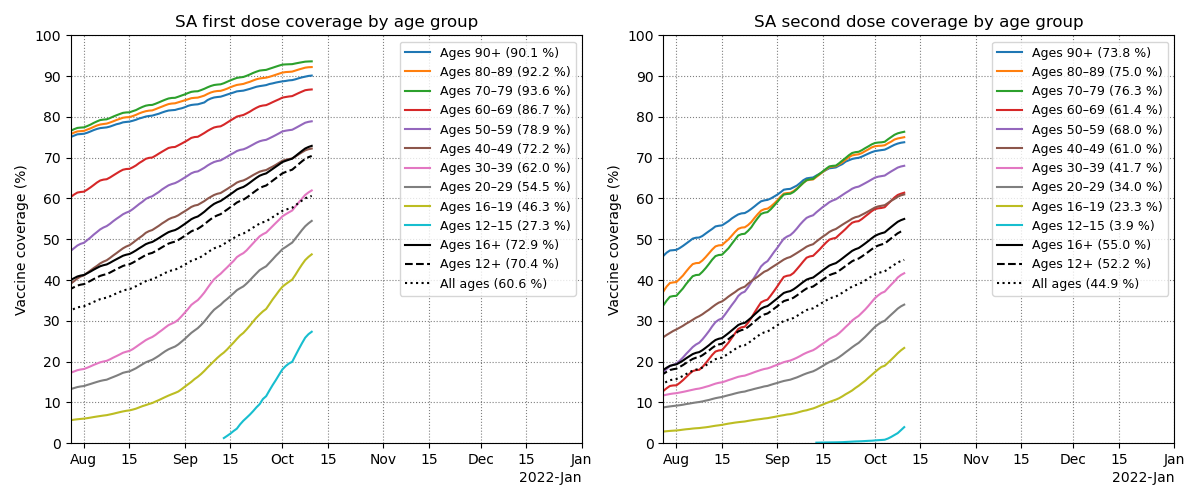 SA first dose coverage by age group
Vaccine coverage (%)
100
90
80
70
60
50
40
30
20
10
0
Ages 90+ (90.1 %)
Ages 80–89 (92.2 %)
Ages 70–79 (93.6 %)
Ages 60–69 (86.7 %)
Ages 50–59 (78.9 %)
Ages 40–49 (72.2 %)
Ages 30–39 (62.0 %)
Ages 20–29 (54.5 %)
Ages 16–19 (46.3 %)
Ages 12–15 (27.3 %)
Ages 16+ (72.9 %)
Ages 12+ (70.4 %)
All ages (60.6 %)
Aug 15 Sep 15 Oct 15 Nov 15 Dec 15 Jan
2022-Jan
SA second dose coverage by age group
Vaccine coverage (%)
100
90
80
70
60
50
40
30
20
10
0
Ages 90+ (73.8 %)
Ages 80–89 (75.0 %)
Ages 70–79 (76.3 %)
Ages 60–69 (61.4 %)
Ages 50–59 (68.0 %)
Ages 40–49 (61.0 %)
Ages 30–39 (41.7 %)
Ages 20–29 (34.0 %)
Ages 16–19 (23.3 %)
Ages 12–15 (3.9 %)
Ages 16+ (55.0 %)
Ages 12+ (52.2 %)
All ages (44.9 %)
Aug 15 Sep 15 Oct 15 Nov 15 Dec 15 Jan
2022-Jan